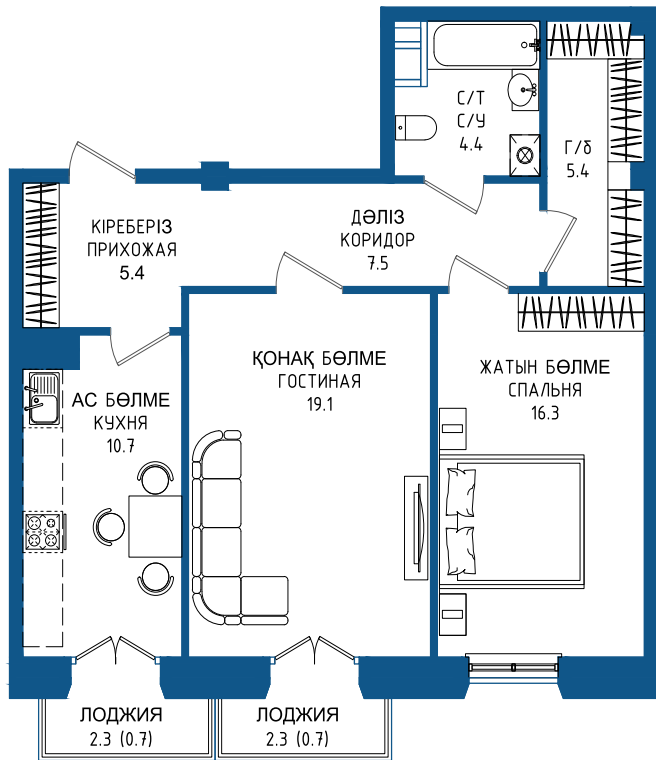 С/Т
С/У
4.4
Г/б
5.4
КІРЕБЕРІЗ
ПРИХОЖАЯ
5.4
ДӘЛІЗ
КОРИДОР
7.5
АС БӨЛМЕ
КУХНЯ
10.7
ҚОНАҚ БӨЛМЕ
ГОСТИНАЯ
19.1
ЖАТЫН БӨЛМЕ
СПАЛЬНЯ
16.3
ЛОДЖИЯ
2.3 (0.7)
ЛОДЖИЯ
2.3 (0.7)